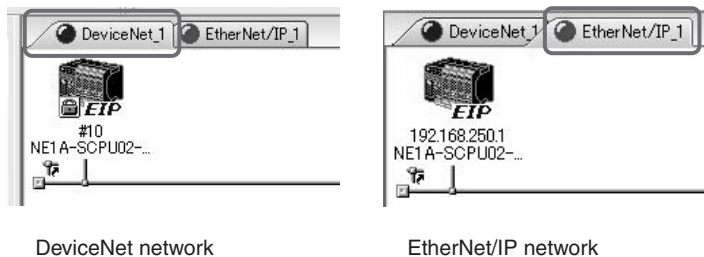 DeviceNet_1
EtherNet/IP_1
EIP
#10
NE1A-SCPU02-...
DeviceNet network
DeviceNet_1
EtherNet/IP_1
EIP
192.168.250.1
NE1A-SCPU02-...
EtherNet/IP network